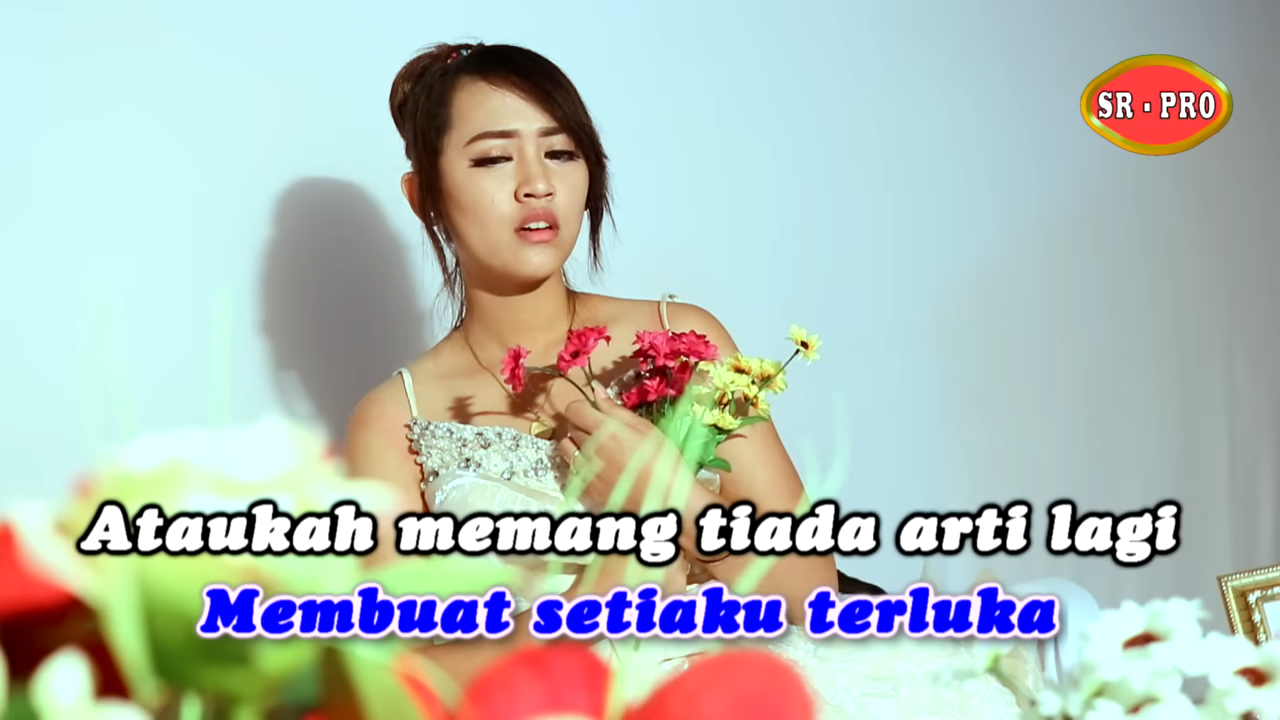 SR - PRO
Ataukah memang tiada arti lagi
Membuat setiaku terluka